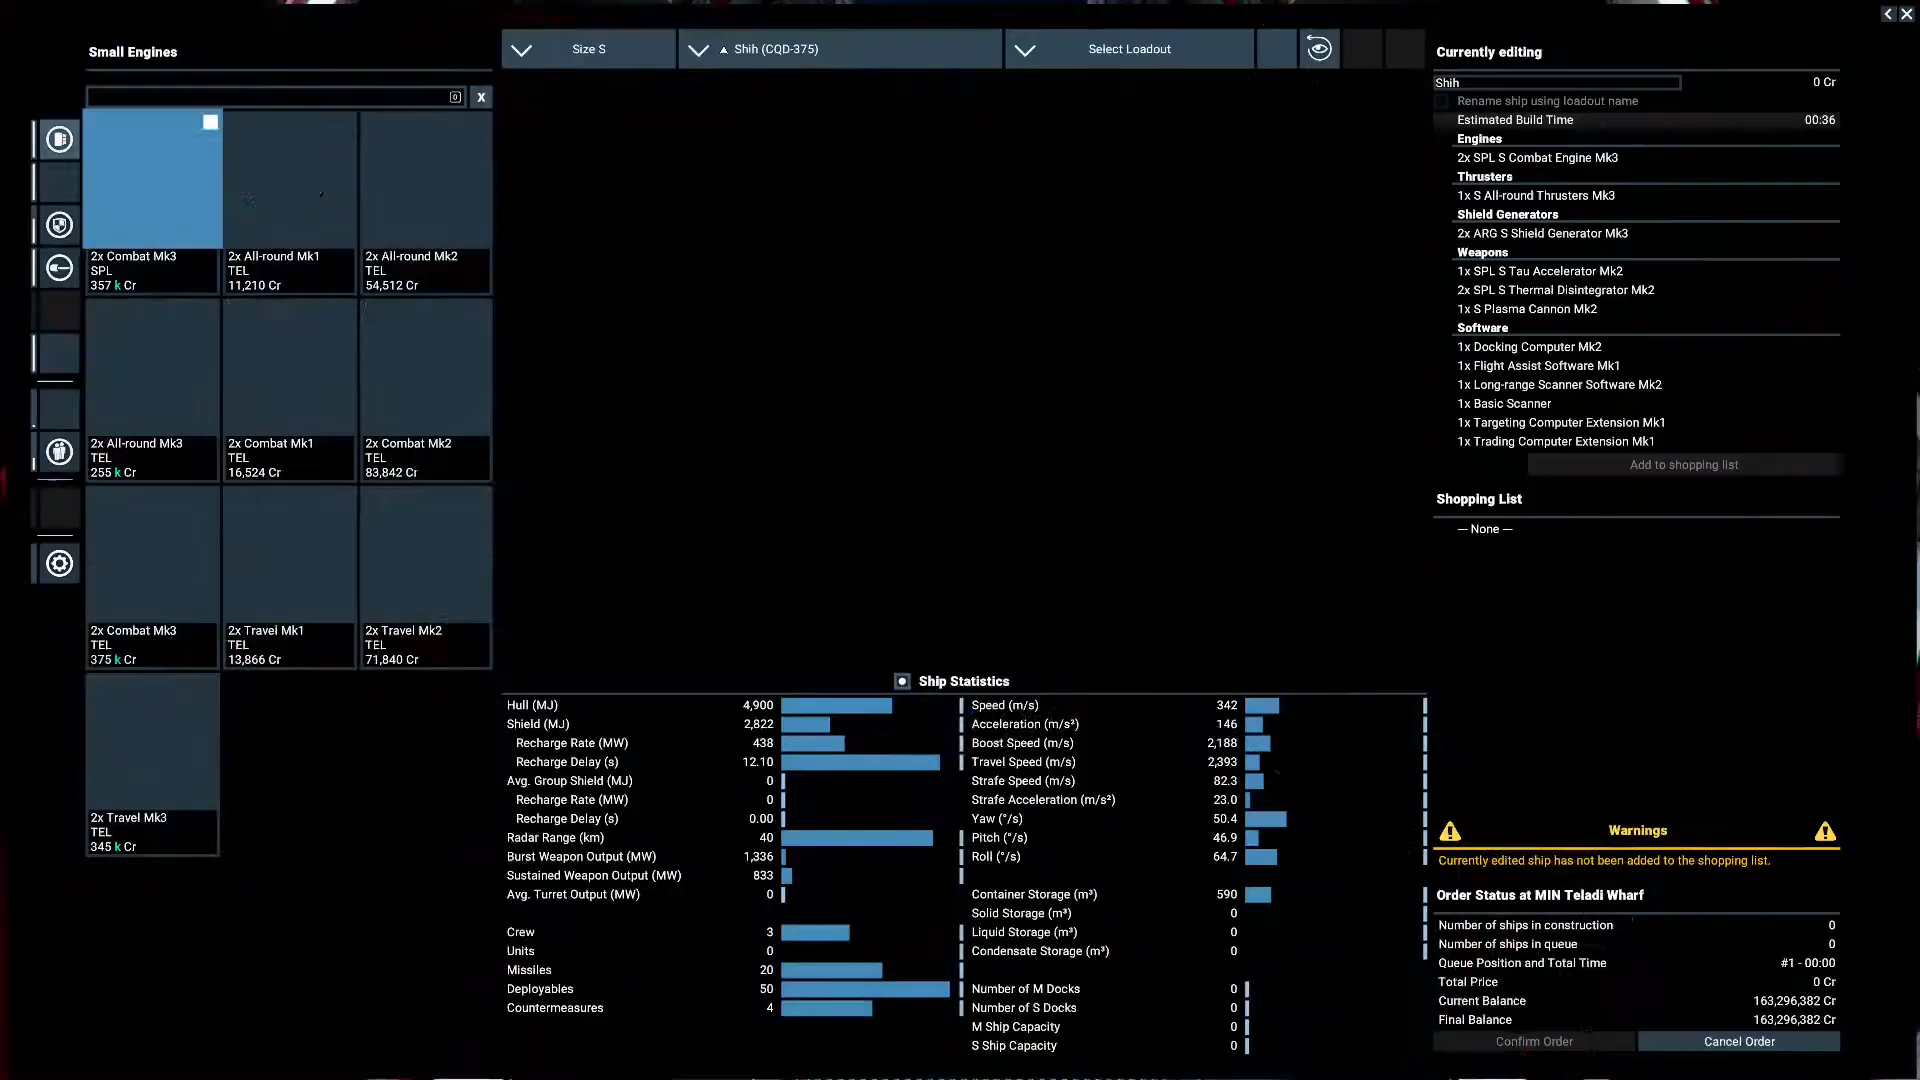 Small Engines
0
X
2x Combat Mk3
SPL
357 k Cr
2x All-round Mk1
TEL
11,210 Cr
2x All-round Mk2
TEL
54,512 Cr
2x All-round Mk3
TEL
255 k Cr
2x Combat Mk1
TEL
16,524 Cr
2x Combat Mk2
TEL
83,842 Cr
2x Combat Mk3
TEL
375 k Cr
2x Travel Mk1
TEL
13,866 Cr
2x Travel Mk2
TEL
71,840 Cr
2x Travel Mk3
TEL
345 k Cr
Size S
Shih (CQD-375)
Select Loadout
Ship Statistics
Hull (MJ) 4,900
Shield (MJ) 2,822
Recharge Rate (MW) 438
Recharge Delay (s) 12.10
Avg. Group Shield (MJ) 0
Recharge Rate (MW) 0
Recharge Delay (s) 0.00
Radar Range (km) 40
Burst Weapon Output (MW) 1,336
Sustained Weapon Output (MW) 833
Avg. Turret Output (MW) 0
Crew 3
Units 0
Missiles 20
Deployables 50
Countermeasures 4
Speed (m/s) 342
Acceleration (m/s²) 146
Boost Speed (m/s) 2,188
Travel Speed (m/s) 2,393
Strafe Speed (m/s) 82.3
Strafe Acceleration (m/s²) 23.0
Yaw (°/s) 50.4
Pitch (°/s) 46.9
Roll (°/s) 64.7
Container Storage (m³) 590
Solid Storage (m³) 0
Liquid Storage (m³) 0
Condensate Storage (m³) 0
Number of M Docks 0
Number of S Docks 0
M Ship Capacity 0
S Ship Capacity 0
Currently editing
Shih 0 Cr
Rename ship using loadout name
Estimated Build Time 00:36
Engines
2x SPL S Combat Engine Mk3
Thrusters
1x S All-round Thrusters Mk3
Shield Generators
2x ARG S Shield Generator Mk3
Weapons
1x SPL S Tau Accelerator Mk2
2x SPL S Thermal Disintegrator Mk2
1x S Plasma Cannon Mk2
Software
1x Docking Computer Mk2
1x Flight Assist Software Mk1
1x Long-range Scanner Software Mk2
1x Basic Scanner
1x Targeting Computer Extension Mk1
1x Trading Computer Extension Mk1
Add to shopping list
Shopping List
— None —
Warnings
Currently edited ship has not been added to the shopping list.
Order Status at MIN Teladi Wharf
Number of ships in construction 0
Number of ships in queue 0
Queue Position and Total Time #1 - 00:00
Total Price 0 Cr
Current Balance 163,296,382 Cr
Final Balance 163,296,382 Cr
Confirm Order
Cancel Order